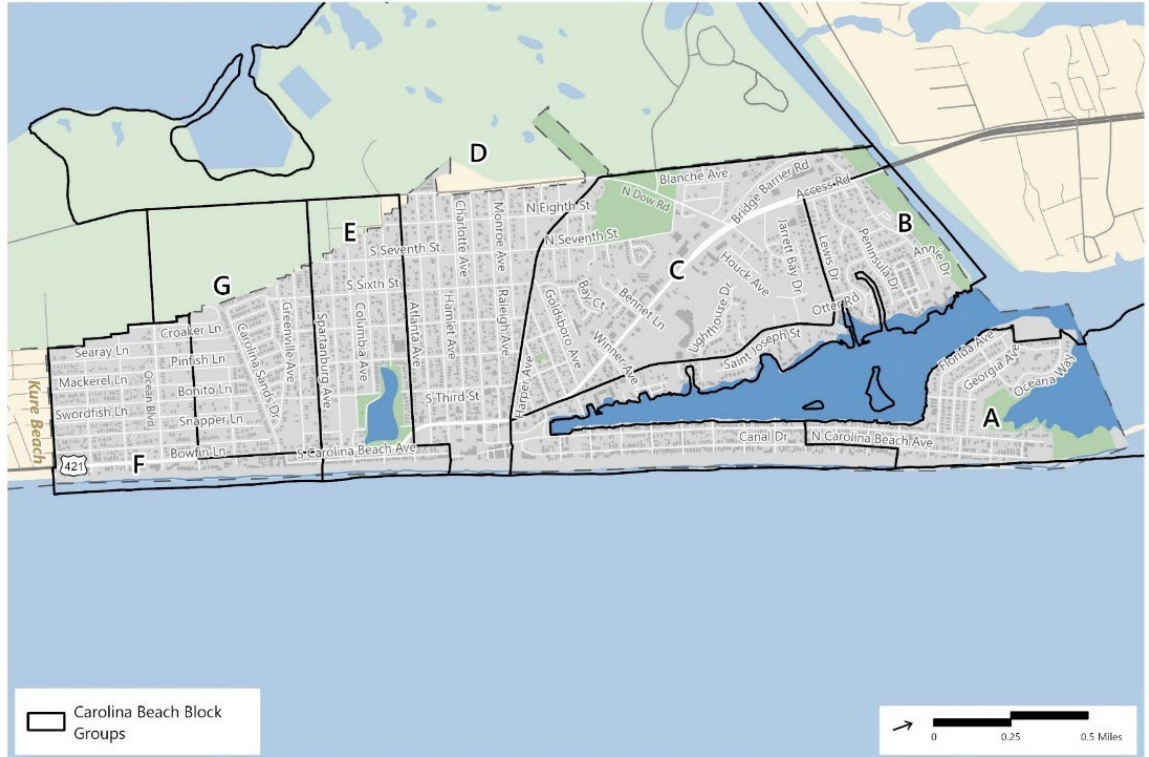 D
Blanche Ave
Bridge Barrier Rd
Access Rd
N Dow Rd
N Eighth St
Charlotte Ave
Monroe Ave
E
N Seventh St
S Seventh St
B
Peninsula Dr
Annie Dr
Lewis Dr
Jarrett Bay Dr
C
Houck Ave
G
S Sixth St
Bay Ct
Bennet Ln
Goldsboro Ave
Otter Rd
Lighthouse Dr
Croaker Ln
Searay Ln
Carolina Sands Dr
Greenville Ave
Spartanburg Ave
Columbia Ave
Atlanta Ave
Hamlet Ave
Raleigh Ave
Winner Ave
Saint Joseph St
Florida Ave
Georgia Ave
Oceana Way
Pinfish Ln
Mackerel Ln
Ocean Blvd
Bonito Ln
Kure Beach
Swordfish Ln
Snapper Ln
S Third St
Harper Ave
A
Canal Dr
N Carolina Beach Ave
Bowfin Ln
S Carolina Beach Ave
F
421
Carolina Beach Block
Groups
0
0.25
0.5 Miles